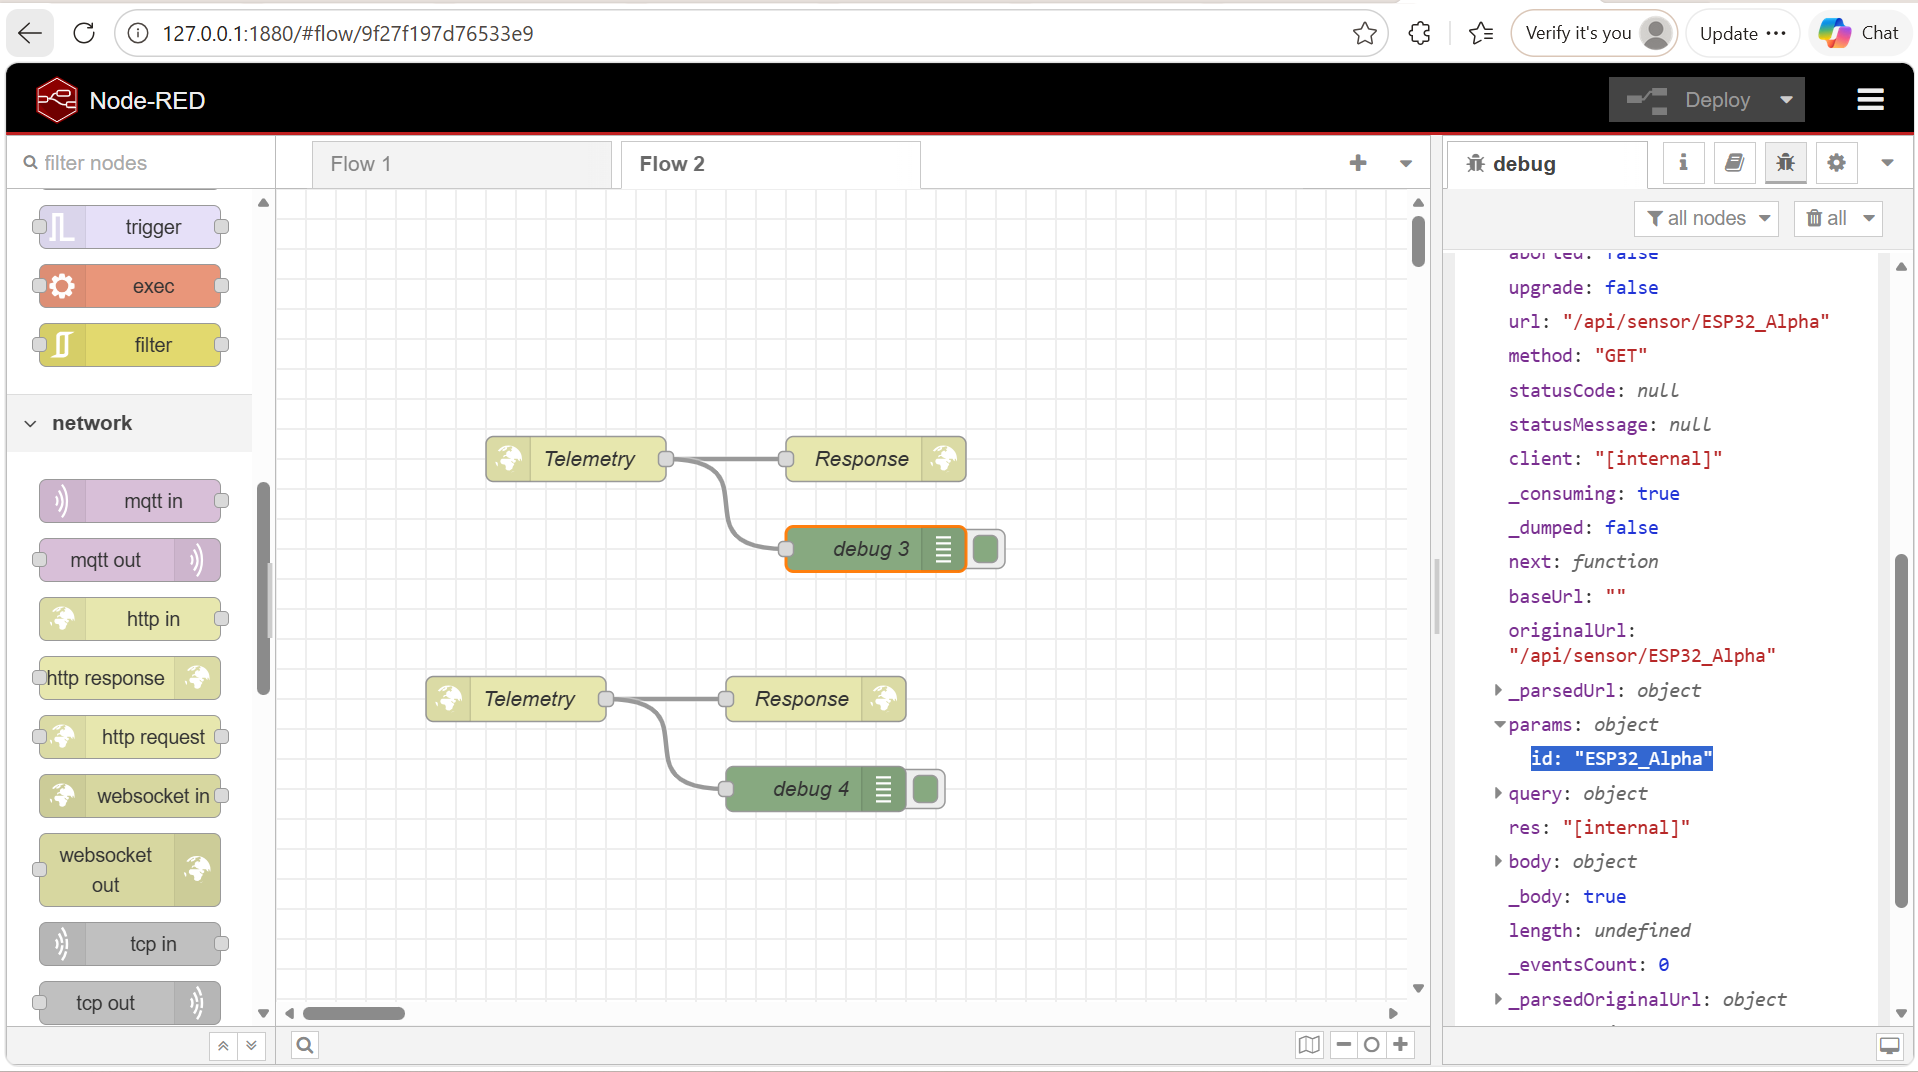 127.0.0.1:1880/#flow/9f27f197d76533e9
Verify it's you
Update
Chat
Node-RED
Deploy
filter nodes
Flow 1
Flow 2
debug
i
all nodes
all
trigger
exec
filter
network
mqtt in
mqtt out
http in
http response
http request
websocket in
websocket
out
tcp in
tcp out
Telemetry
Response
debug 3
Telemetry
Response
debug 4
aborted: false
upgrade: false
url: "/api/sensor/ESP32_Alpha"
method: "GET"
statusCode: null
statusMessage: null
client: "[internal]"
_consuming: true
_dumped: false
next: function
baseUrl: ""
originalUrl:
"/api/sensor/ESP32_Alpha"
_parsedUrl: object
params: object
id: "ESP32_Alpha"
query: object
res: "[internal]"
body: object
_body: true
length: undefined
_eventsCount: 0
_parsedOriginalUrl: object